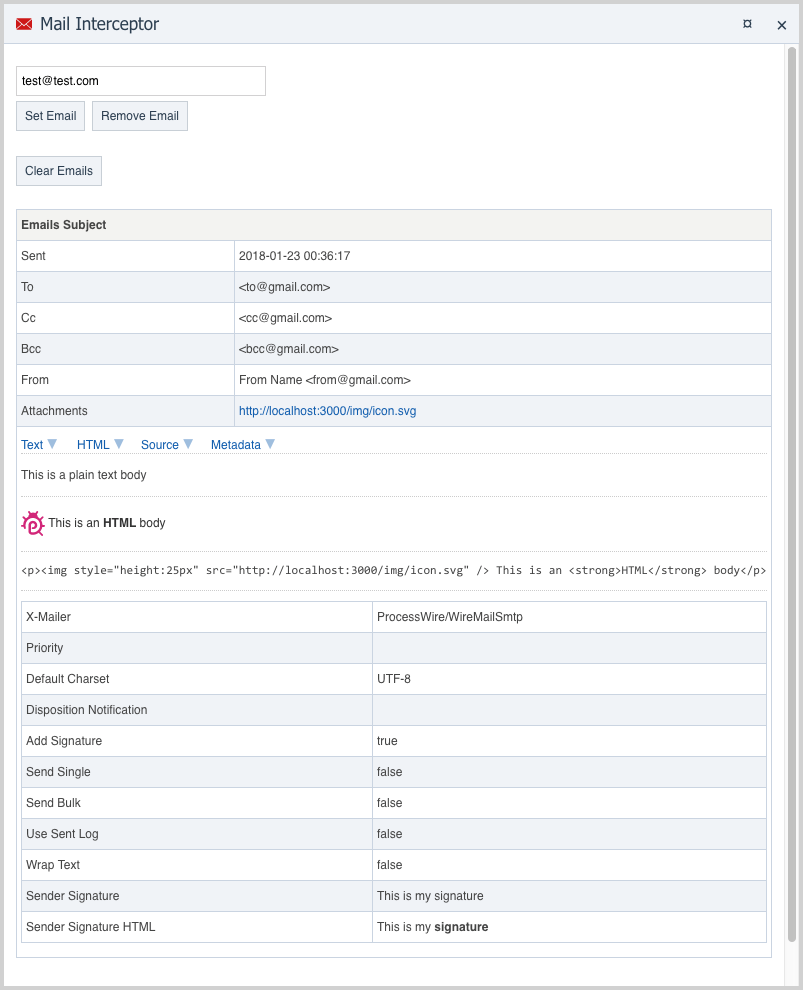 Mail Interceptor
¤ ×
test@test.com
Set Email Remove Email
Clear Emails
Emails Subject
Sent 2018-01-23 00:36:17
To <to@gmail.com>
Cc <cc@gmail.com>
Bcc <bcc@gmail.com>
From From Name <from@gmail.com>
Attachments http://localhost:3000/img/icon.svg
Text ▼ HTML ▼ Source ▼ Metadata ▼
This is a plain text body
This is an HTML body
<p><img style="height:25px" src="http://localhost:3000/img/icon.svg" /> This is an <strong>HTML</strong> body</p>
X-Mailer ProcessWire/WireMailSmtp
Priority
Default Charset UTF-8
Disposition Notification
Add Signature true
Send Single false
Send Bulk false
Use Sent Log false
Wrap Text false
Sender Signature This is my signature
Sender Signature HTML This is my signature